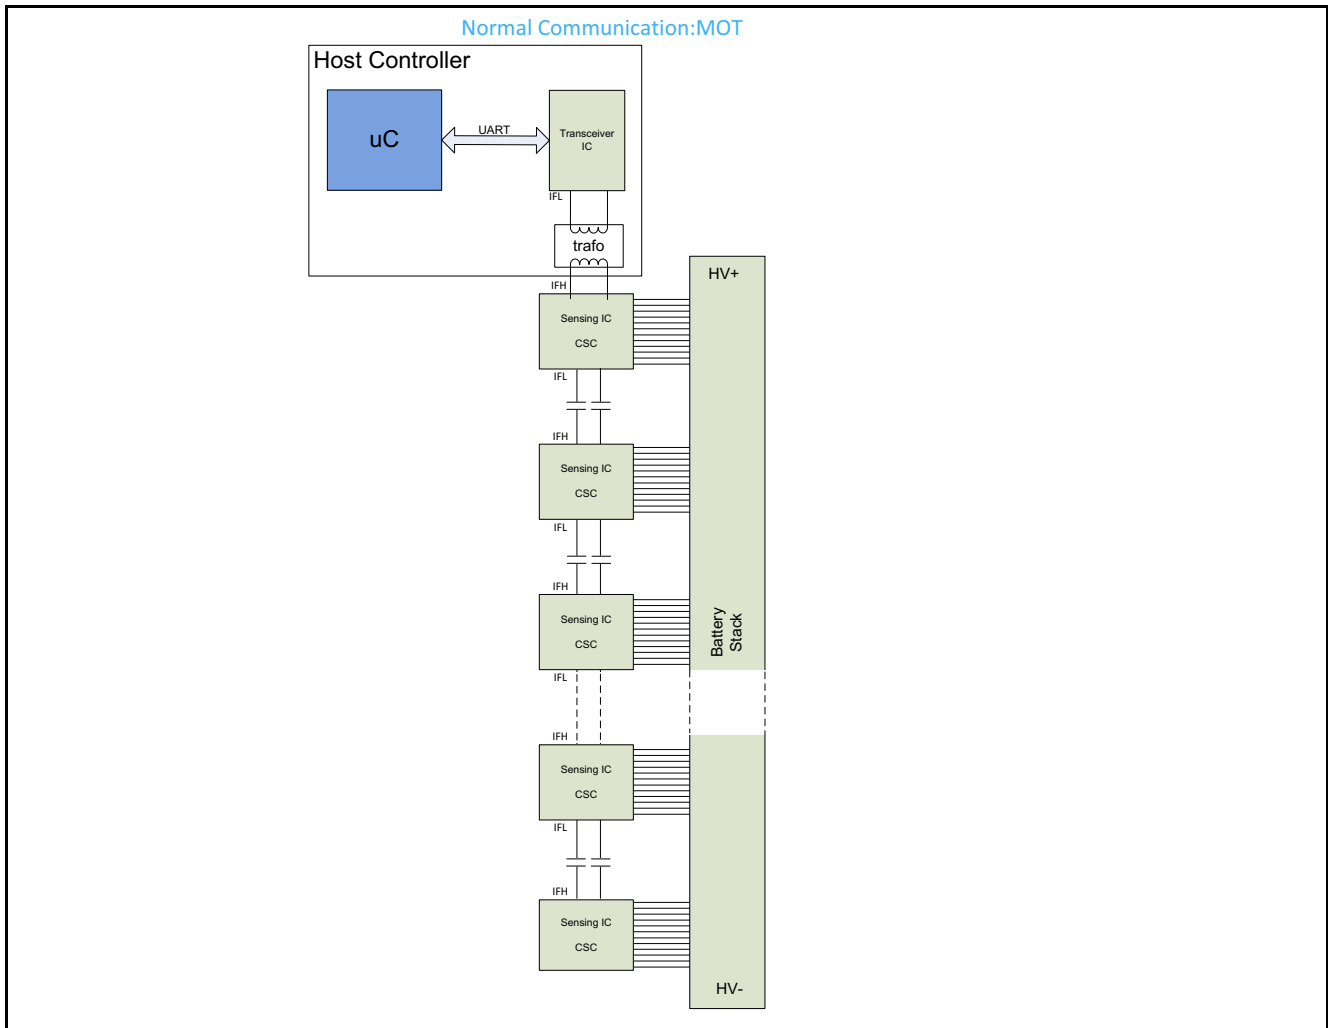 Normal Communication:MOT
Host Controller
uC
UART
Transceiver
IC
IFL
trafo
IFH
HV+
Sensing IC
CSC
IFL
IFH
Sensing IC
CSC
IFL
IFH
Sensing IC
CSC
Battery
Stack
IFL
IFH
Sensing IC
CSC
IFL
IFH
Sensing IC
CSC
HV-